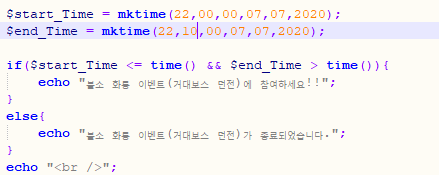 $start_Time = mktime(22,00,00,07,07,2020);
$end_Time = mktime(22,10,00,07,07,2020);
if($start_Time <= time() && $end_Time > time()){
echo "블소 화룡 이벤트(거대보스 던전)에 참여하세요!!";
}
else{
echo "블소 화룡 이벤트(거대보스 던전)가 종료되었습니다.";
}
echo "<br />";